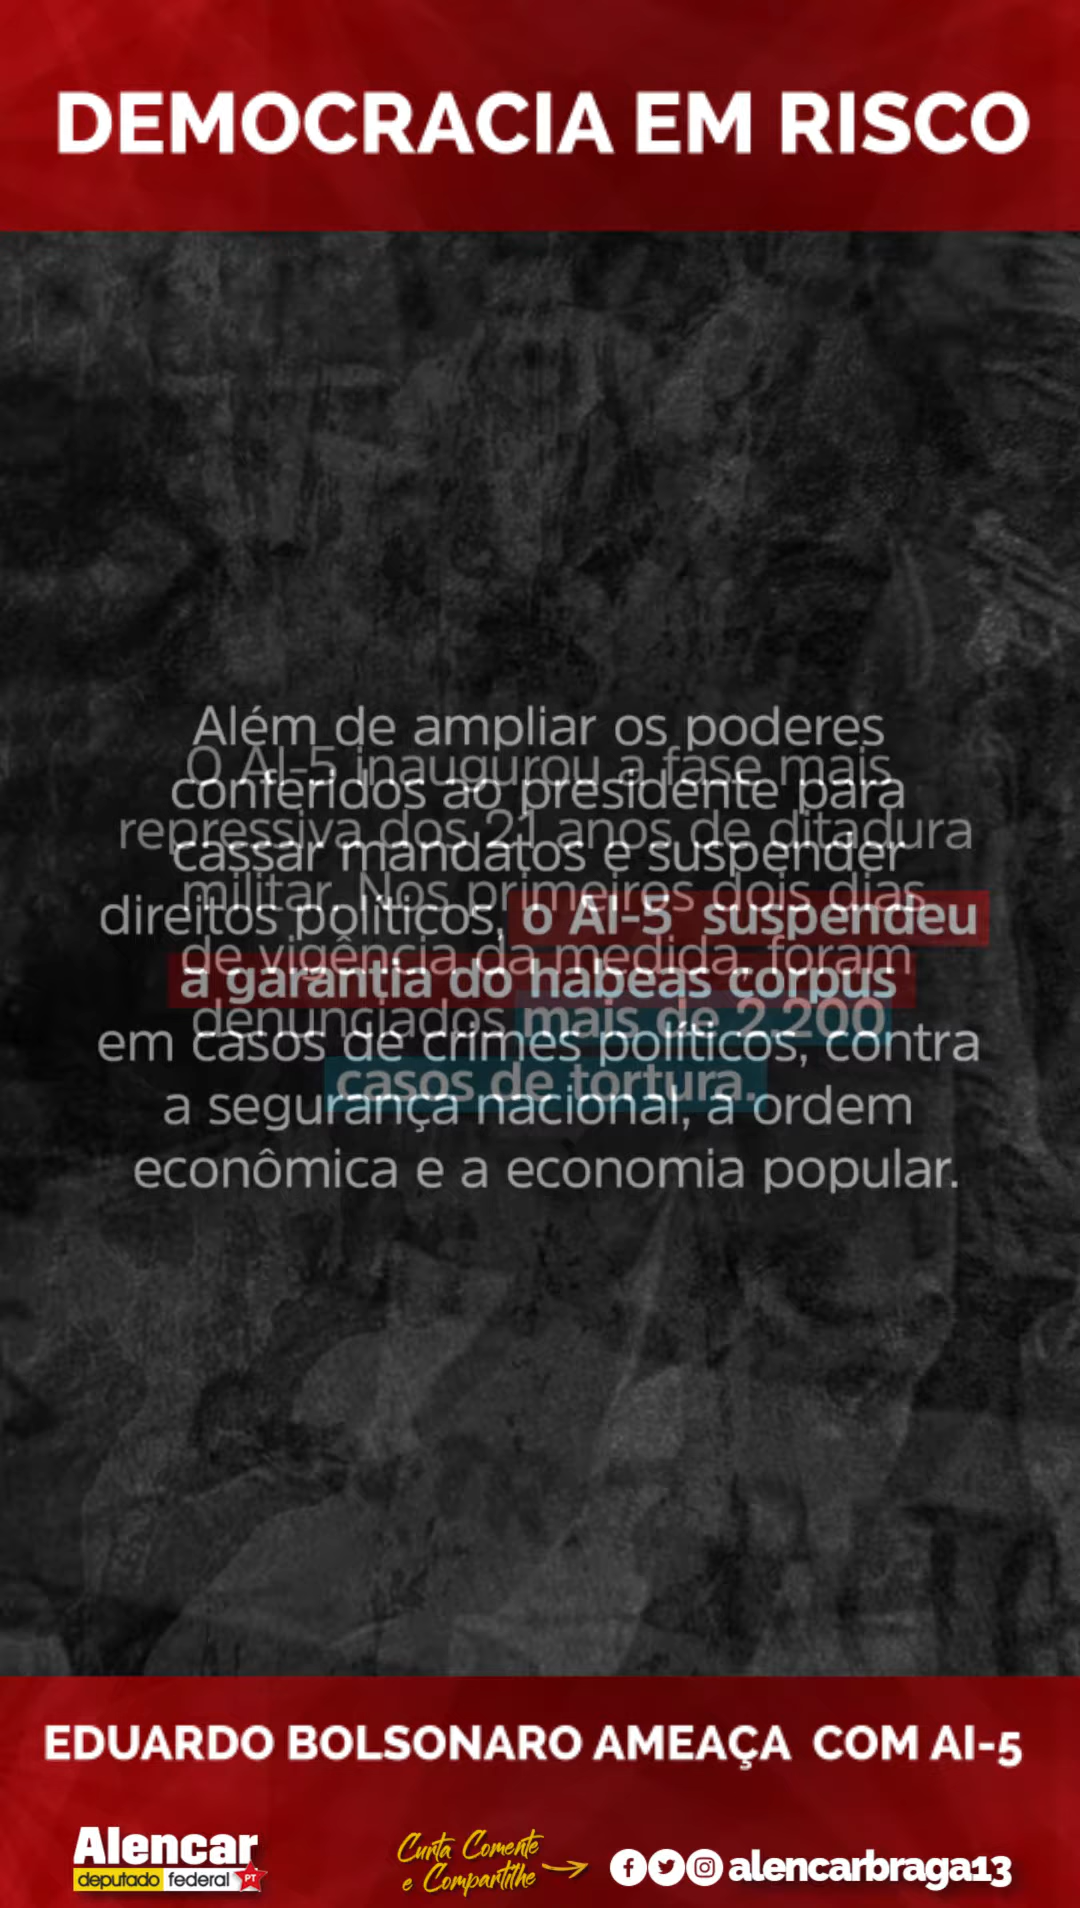 DEMOCRACIA EM RISCO
Além de ampliar os poderes
conferidos ao presidente para
cassar mandatos e suspender
direitos políticos, o AI-5 suspendeu
a garantia do habeas corpus
em casos de crimes políticos, contra
a segurança nacional, a ordem
econômica e a economia popular.
O AI-5 inaugurou a fase mais
repressiva dos 21 anos de ditadura
militar. Nos primeiros dois dias
de vigência da medida, foram
denunciados mais de 2.200
casos de tortura.
EDUARDO BOLSONARO AMEAÇA COM AI-5
Alencar
deputado federal PT
Curta Comente
e Compartilhe
alencarbraga13